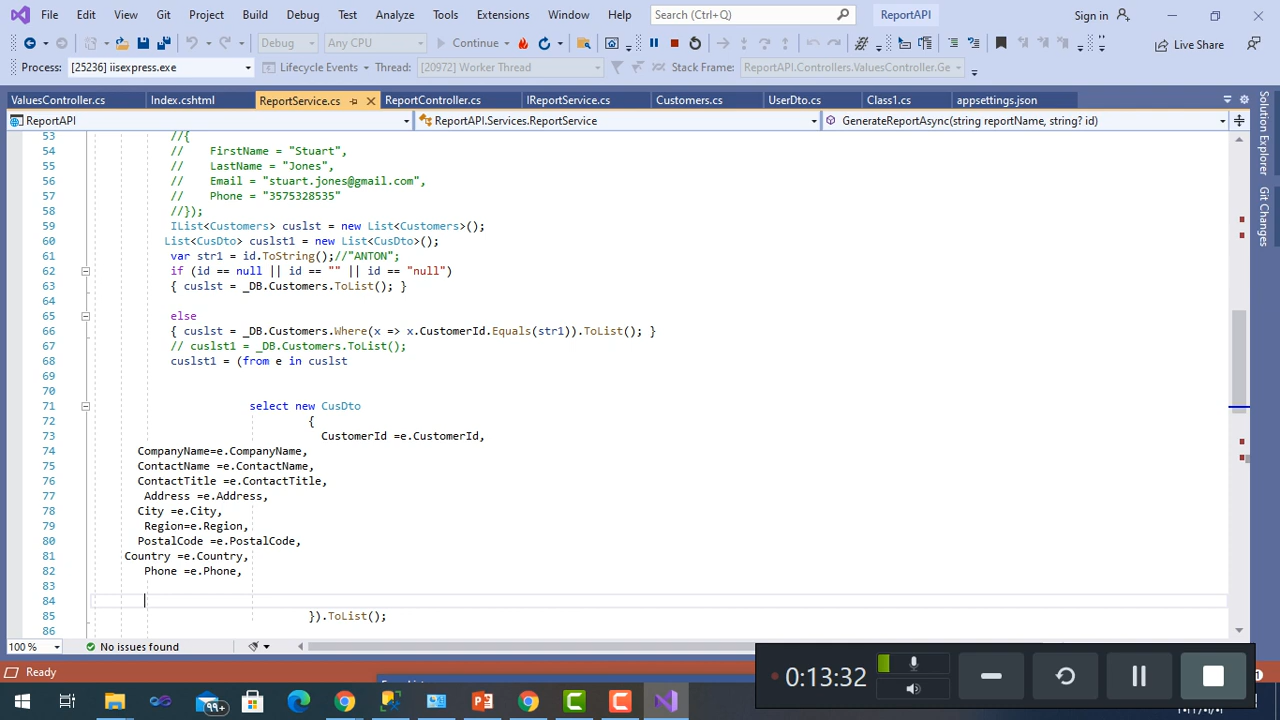 File Edit View Git Project Build Debug Test Analyze Tools Extensions Window Help Search (Ctrl+Q) ReportAPI Sign in
Debug Any CPU Continue Live Share
Process: [25236] iisexpress.exe Lifecycle Events Thread: [20972] Worker Thread Stack Frame: ReportAPI.Controllers.ValuesController.Ge
ValuesController.cs Index.cshtml ReportService.cs ReportController.cs IReportService.cs Customers.cs UserDto.cs Class1.cs appsettings.json
ReportAPI ReportAPI.Services.ReportService GenerateReportAsync(string reportName, string? id)
Solution Explorer
Git Changes
53 //{
54 // FirstName = "Stuart",
55 // LastName = "Jones",
56 // Email = "stuart.jones@gmail.com",
57 // Phone = "3575328535"
58 //});
59 IList<Customers> cuslst = new List<Customers>();
60 List<CusDto> cuslst1 = new List<CusDto>();
61 var str1 = id.ToString();//"ANTON";
62 if (id == null || id == "" || id == "null")
63 { cuslst = _DB.Customers.ToList(); }
64
65 else
66 { cuslst = _DB.Customers.Where(x => x.CustomerId.Equals(str1)).ToList(); }
67 // cuslst1 = _DB.Customers.ToList();
68 cuslst1 = (from e in cuslst
69
70
71 select new CusDto
72 {
73 CustomerId =e.CustomerId,
74 CompanyName=e.CompanyName,
75 ContactName =e.ContactName,
76 ContactTitle =e.ContactTitle,
77 Address =e.Address,
78 City =e.City,
79 Region=e.Region,
80 PostalCode =e.PostalCode,
81 Country =e.Country,
82 Phone =e.Phone,
83
84
85 }).ToList();
86
100 % No issues found
Ready
0:13:32
99+